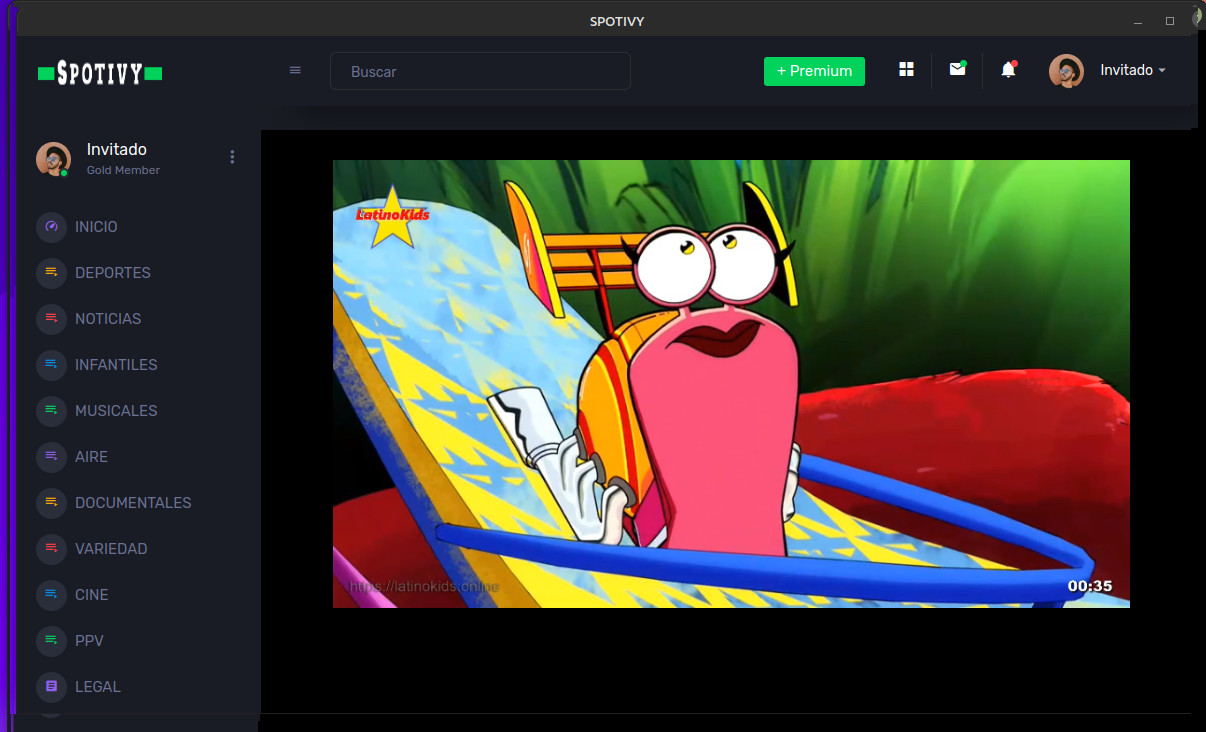 SPOTIVY
SPOTIVY
Buscar
+ Premium
Invitado
Invitado
Gold Member
INICIO
DEPORTES
NOTICIAS
INFANTILES
MUSICALES
AIRE
DOCUMENTALES
VARIEDAD
CINE
PPV
LEGAL
LatinoKids
https://latinokids.online
00:35